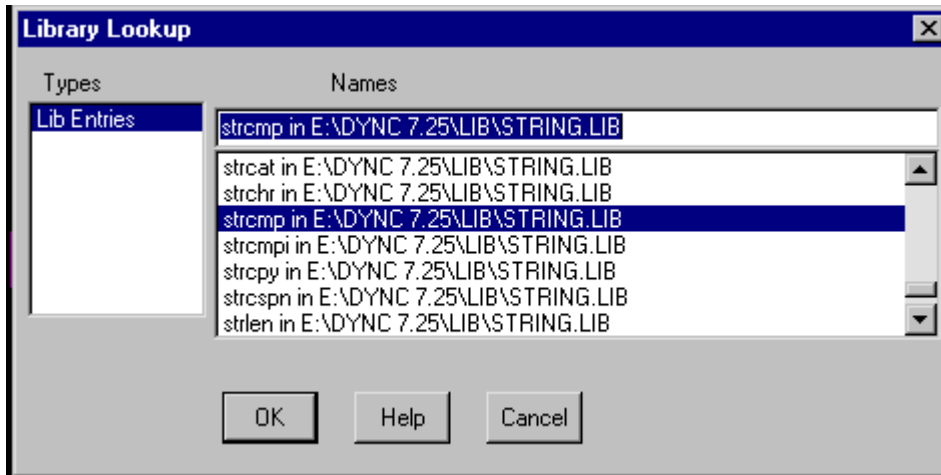 Library Lookup
Types
Names
Lib Entries
strcmp in E:\DYNC 7.25\LIB\STRING.LIB
strcat in E:\DYNC 7.25\LIB\STRING.LIB
strchr in E:\DYNC 7.25\LIB\STRING.LIB
strcmp in E:\DYNC 7.25\LIB\STRING.LIB
strcmpi in E:\DYNC 7.25\LIB\STRING.LIB
strcpy in E:\DYNC 7.25\LIB\STRING.LIB
strcspn in E:\DYNC 7.25\LIB\STRING.LIB
strlen in E:\DYNC 7.25\LIB\STRING.LIB
OK
Help
Cancel